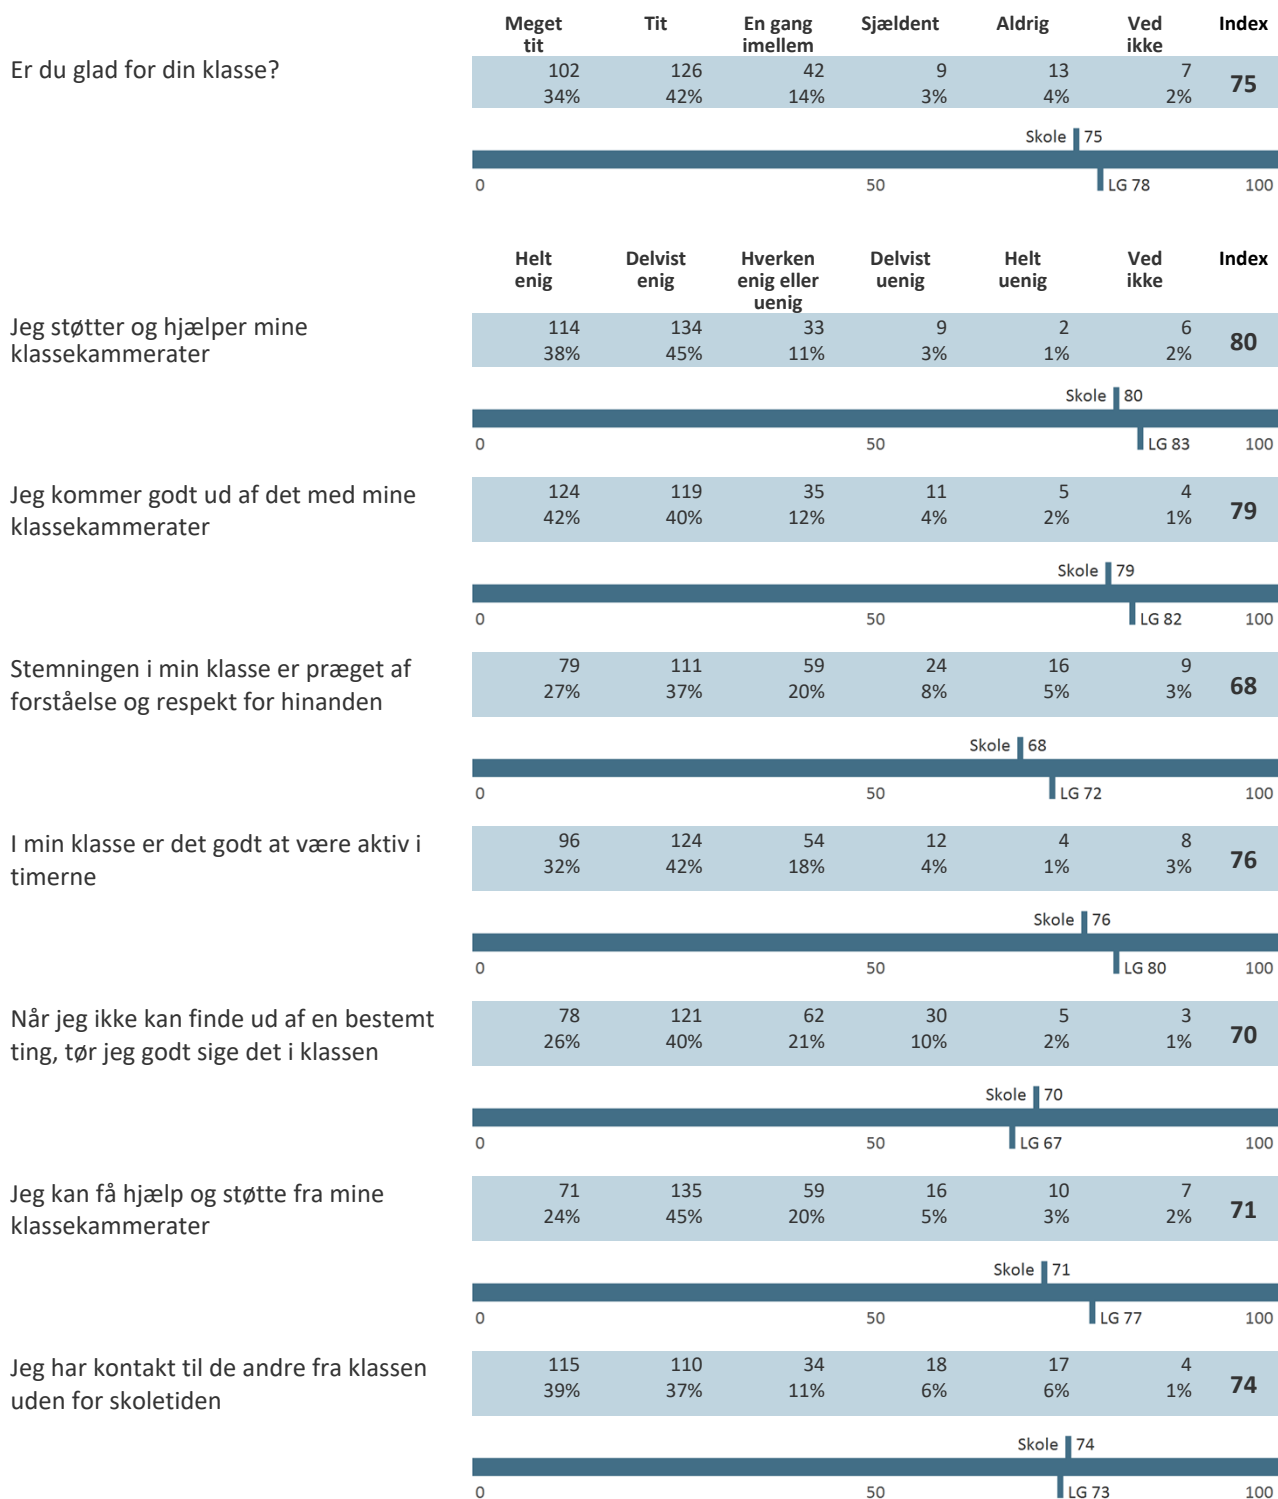 Meget tit Tit En gang imellem Sjældent Aldrig Ved ikke Index
Er du glad for din klasse?
102 126 42 9 13 7
34% 42% 14% 3% 4% 2%
75
Skole 75
0 50 LG 78 100
Helt enig Delvist enig Hverken enig eller uenig Delvist uenig Helt uenig Ved ikke Index
Jeg støtter og hjælper mine
klassekammerater
114 134 33 9 2 6
38% 45% 11% 3% 1% 2%
80
Skole 80
0 50 LG 83 100
Jeg kommer godt ud af det med mine
klassekammerater
124 119 35 11 5 4
42% 40% 12% 4% 2% 1%
79
Skole 79
0 50 LG 82 100
Stemningen i min klasse er præget af
forståelse og respekt for hinanden
79 111 59 24 16 9
27% 37% 20% 8% 5% 3%
68
Skole 68
0 50 LG 72 100
I min klasse er det godt at være aktiv i
timerne
96 124 54 12 4 8
32% 42% 18% 4% 1% 3%
76
Skole 76
0 50 LG 80 100
Når jeg ikke kan finde ud af en bestemt
ting, tør jeg godt sige det i klassen
78 121 62 30 5 3
26% 40% 21% 10% 2% 1%
70
Skole 70
0 50 LG 67 100
Jeg kan få hjælp og støtte fra mine
klassekammerater
71 135 59 16 10 7
24% 45% 20% 5% 3% 2%
71
Skole 71
0 50 LG 77 100
Jeg har kontakt til de andre fra klassen
uden for skoletiden
115 110 34 18 17 4
39% 37% 11% 6% 6% 1%
74
Skole 74
0 50 LG 73 100